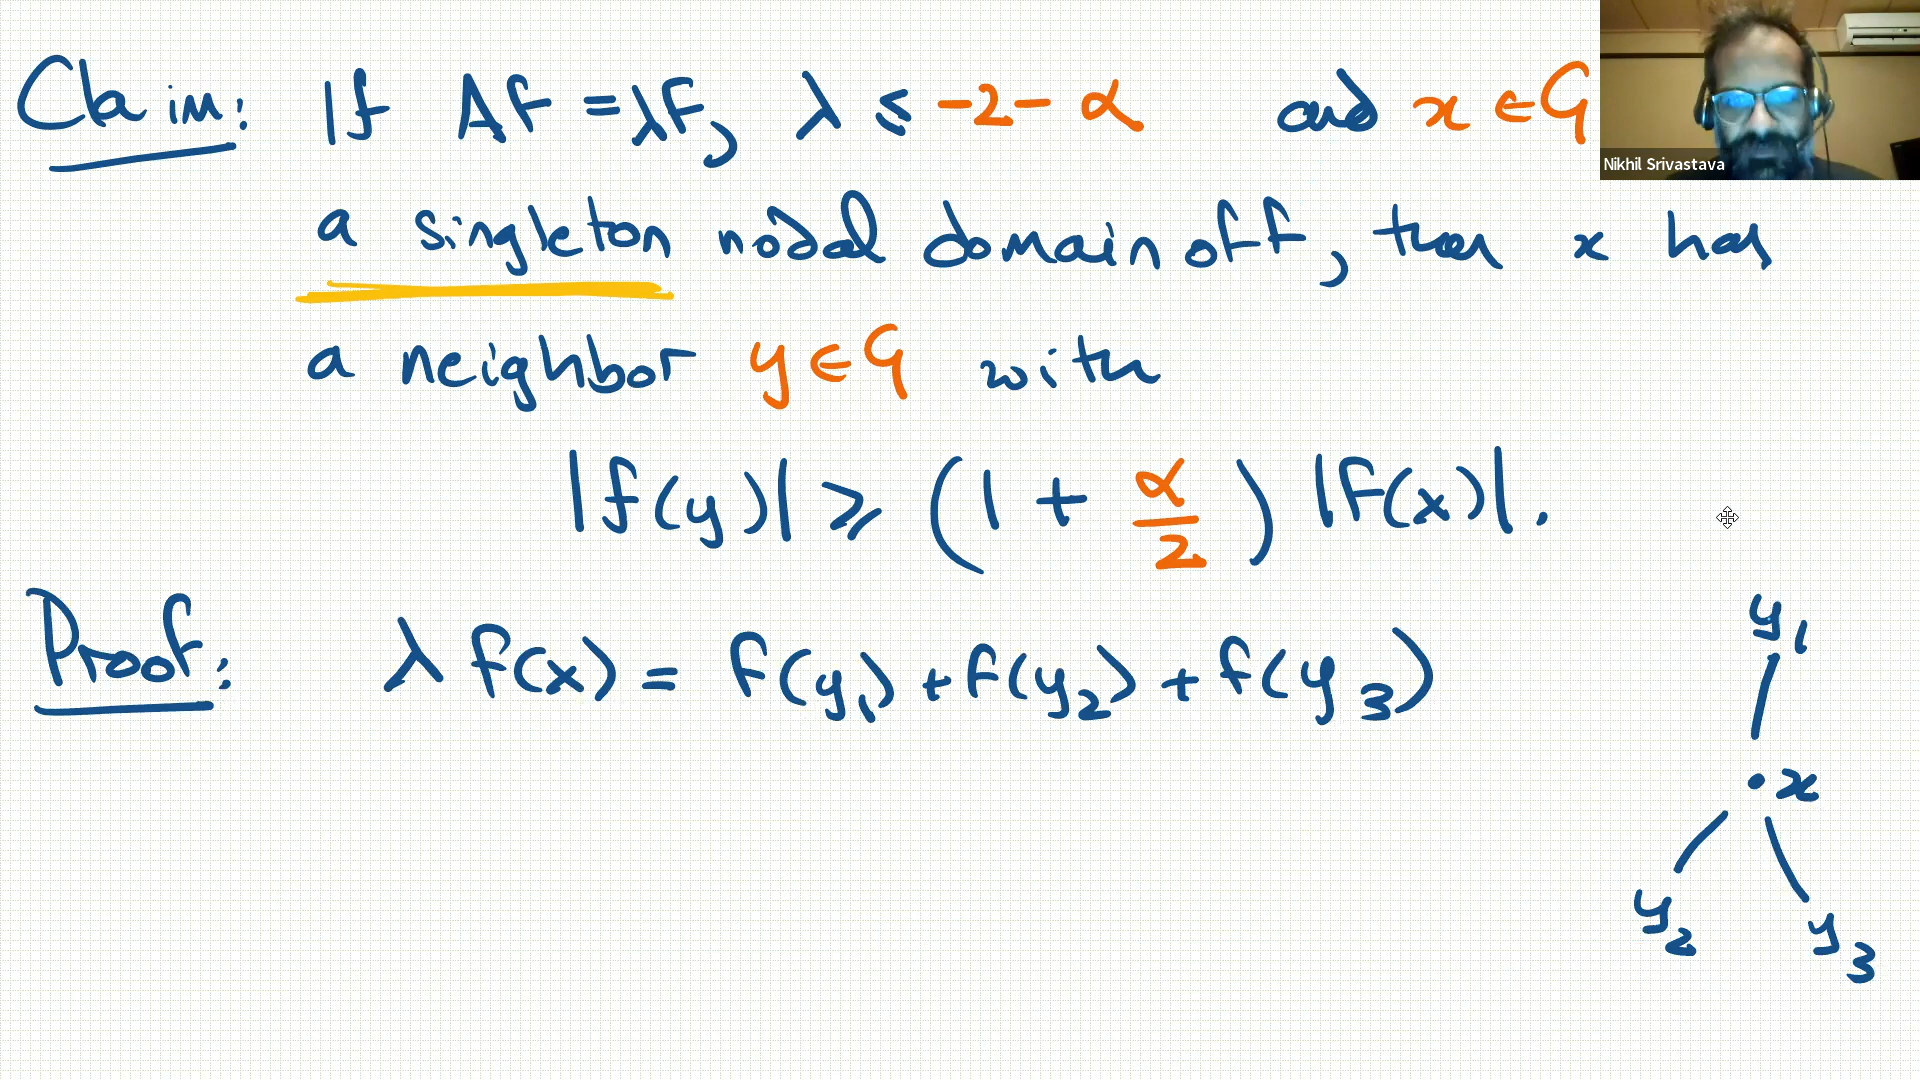 Claim: If Af = λf, λ ≤ -2-α and x ∈ G
Nikhil Srivastava
a singleton nodal domain of f, then x has
a neighbor y ∈ G with
|f(y)| ⩾ (1 + α/2) |f(x)|.
Proof: λ f(x) = f(y₁) + f(y₂) + f(y₃)
y₁
x
y₂
y₃